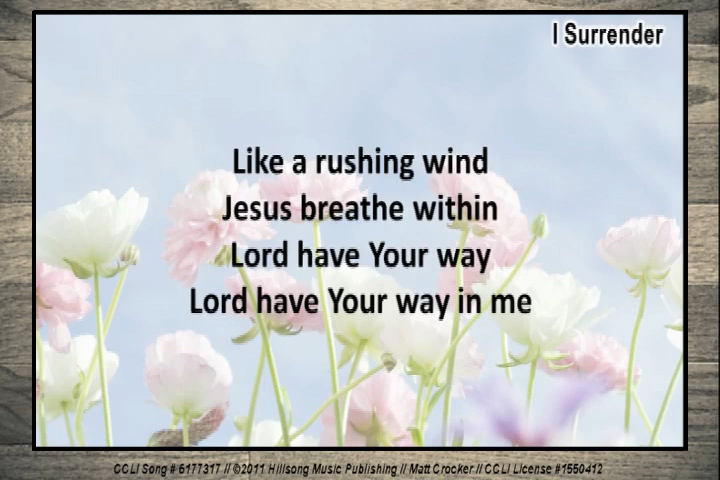 I Surrender
Like a rushing wind
Jesus breathe within
Lord have Your way
Lord have Your way in me
CCLI Song # 6177317 // ©2011 Hillsong Music Publishing // Matt Crocker // CCLI License #1550412